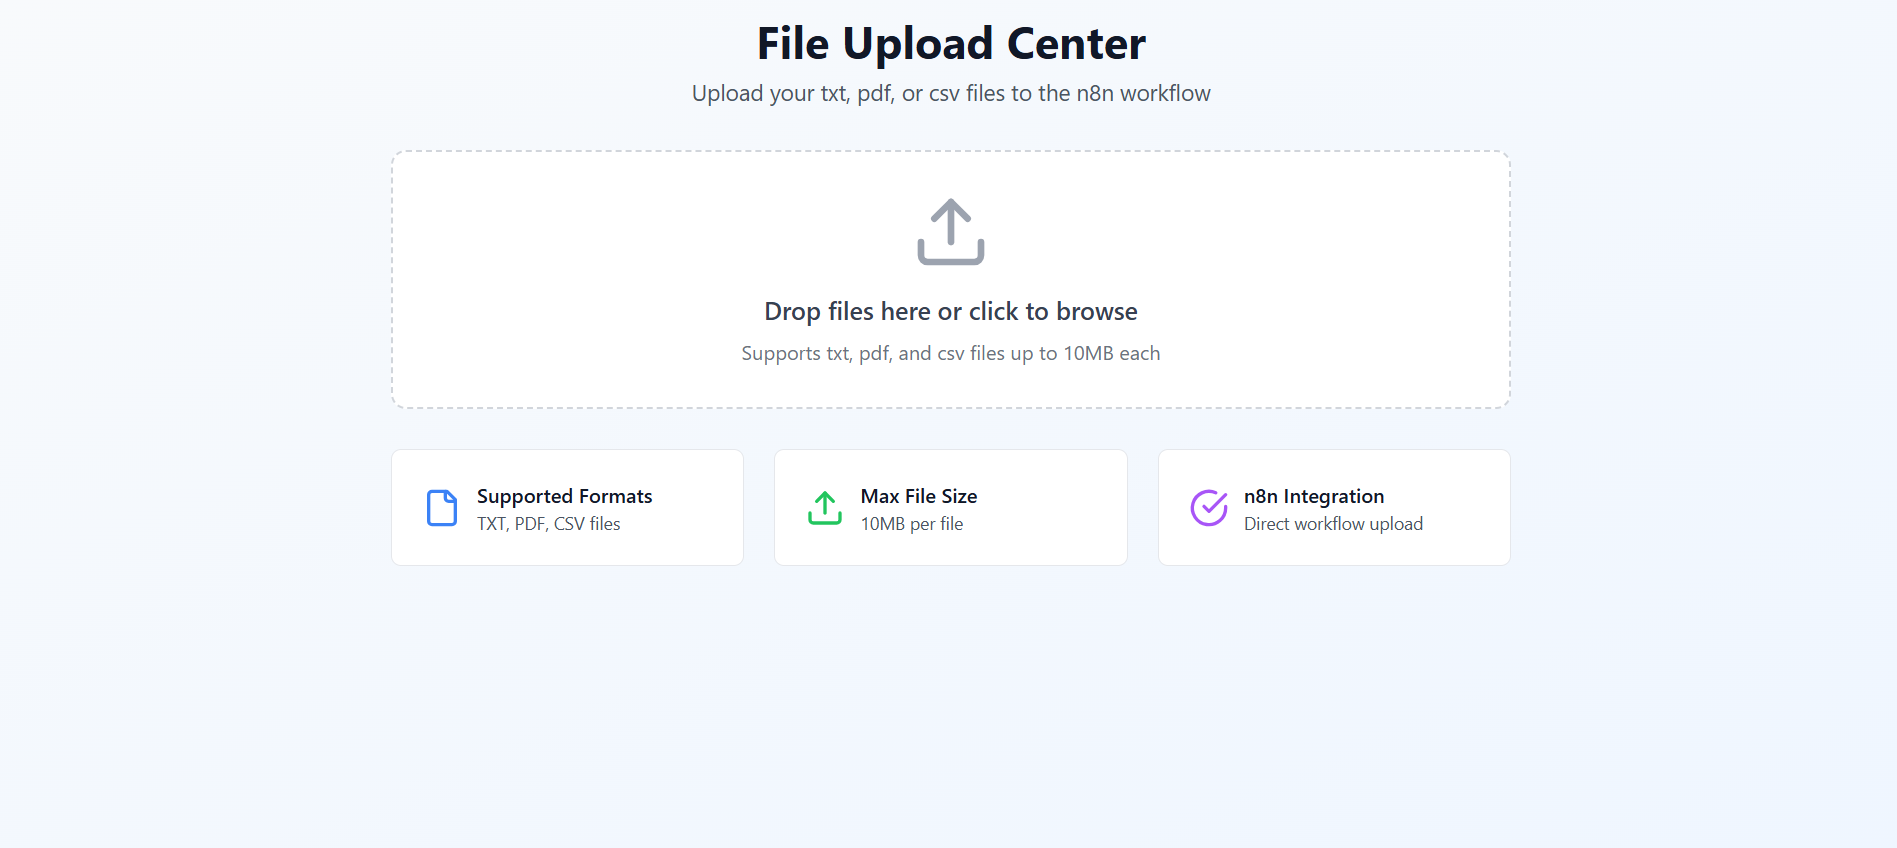 File Upload Center
Upload your txt, pdf, or csv files to the n8n workflow
Drop files here or click to browse
Supports txt, pdf, and csv files up to 10MB each
Supported Formats
TXT, PDF, CSV files
Max File Size
10MB per file
n8n Integration
Direct workflow upload